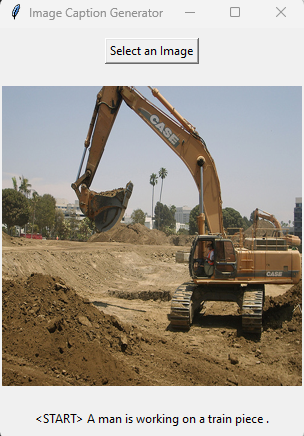 Image Caption Generator
Select an Image
CASE
CASE
<START> A man is working on a train piece .